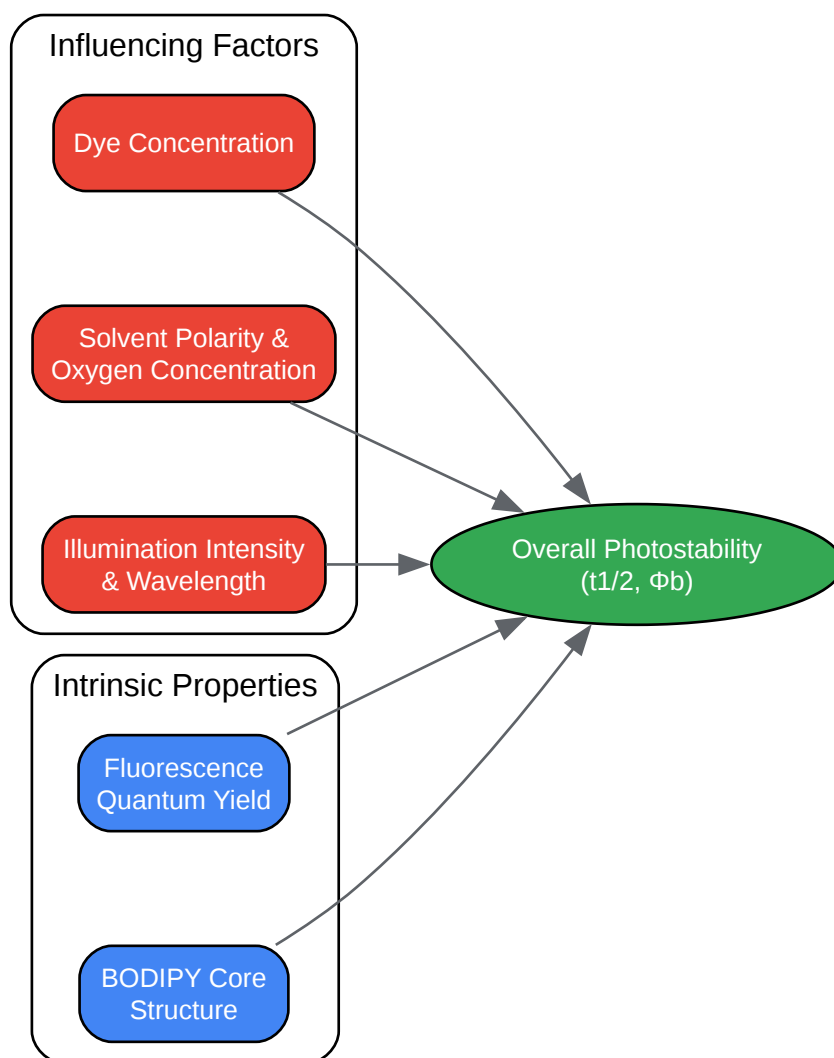 Influencing Factors
Dye Concentration
Solvent Polarity &
Oxygen Concentration
Illumination Intensity
& Wavelength
Overall Photostability
(t1/2, Φb)
Intrinsic Properties
Fluorescence
Quantum Yield
BODIPY Core
Structure